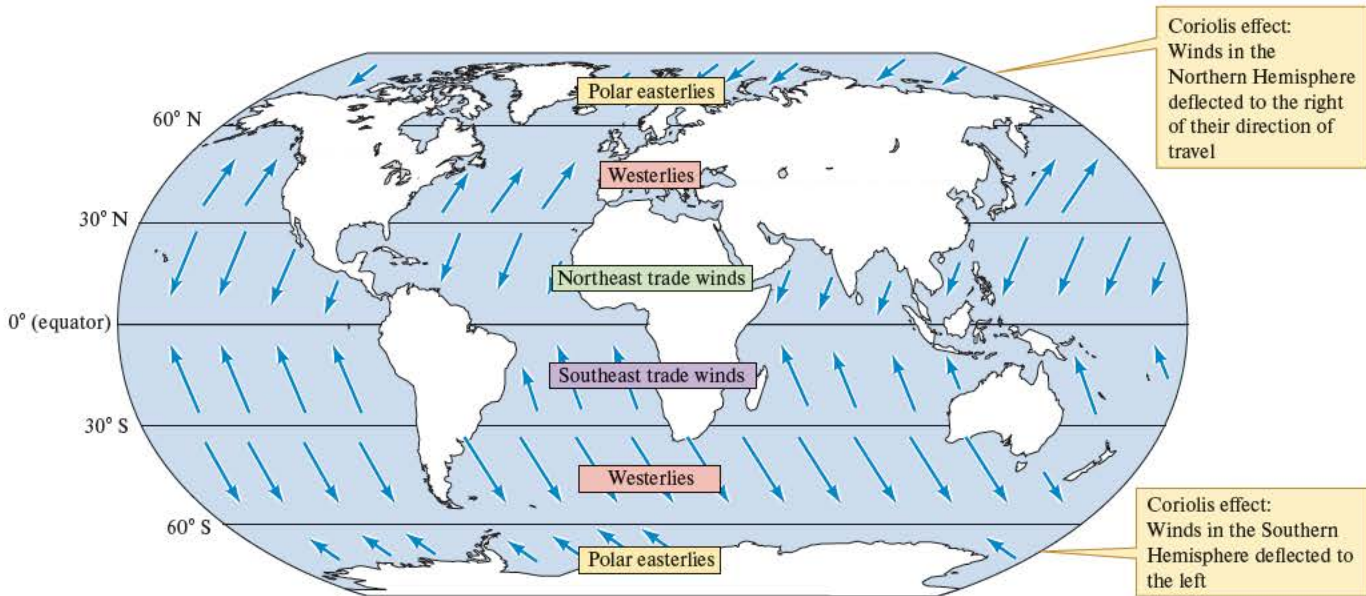 Coriolis effect:
Winds in the
Northern Hemisphere
deflected to the right
of their direction of
travel
Polar easterlies
60° N
Westerlies
30° N
Northeast trade winds
0° (equator)
Southeast trade winds
30° S
Westerlies
Coriolis effect:
Winds in the Southern
Hemisphere deflected to
the left
60° S
Polar easterlies